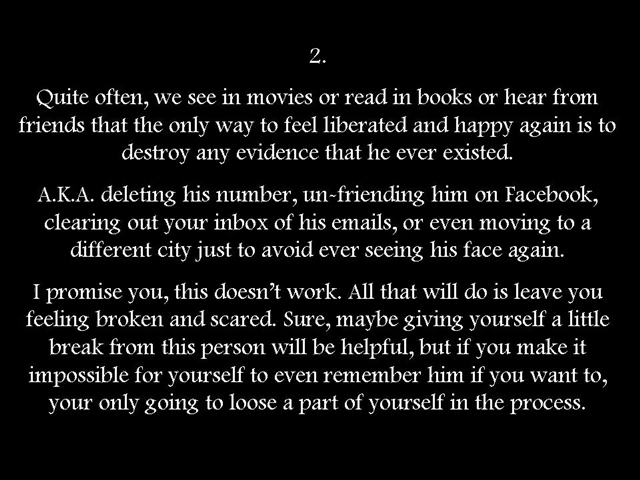 2.
Quite often, we see in movies or read in books or hear from
friends that the only way to feel liberated and happy again is to
destroy any evidence that he ever existed.
A.K.A. deleting his number, un-friending him on Facebook,
clearing out your inbox of his emails, or even moving to a
different city just to avoid ever seeing his face again.
I promise you, this doesn't work. All that will do is leave you
feeling broken and scared. Sure, maybe giving yourself a little
break from this person will be helpful, but if you make it
impossible for yourself to even remember him if you want to,
your only going to loose a part of yourself in the process.